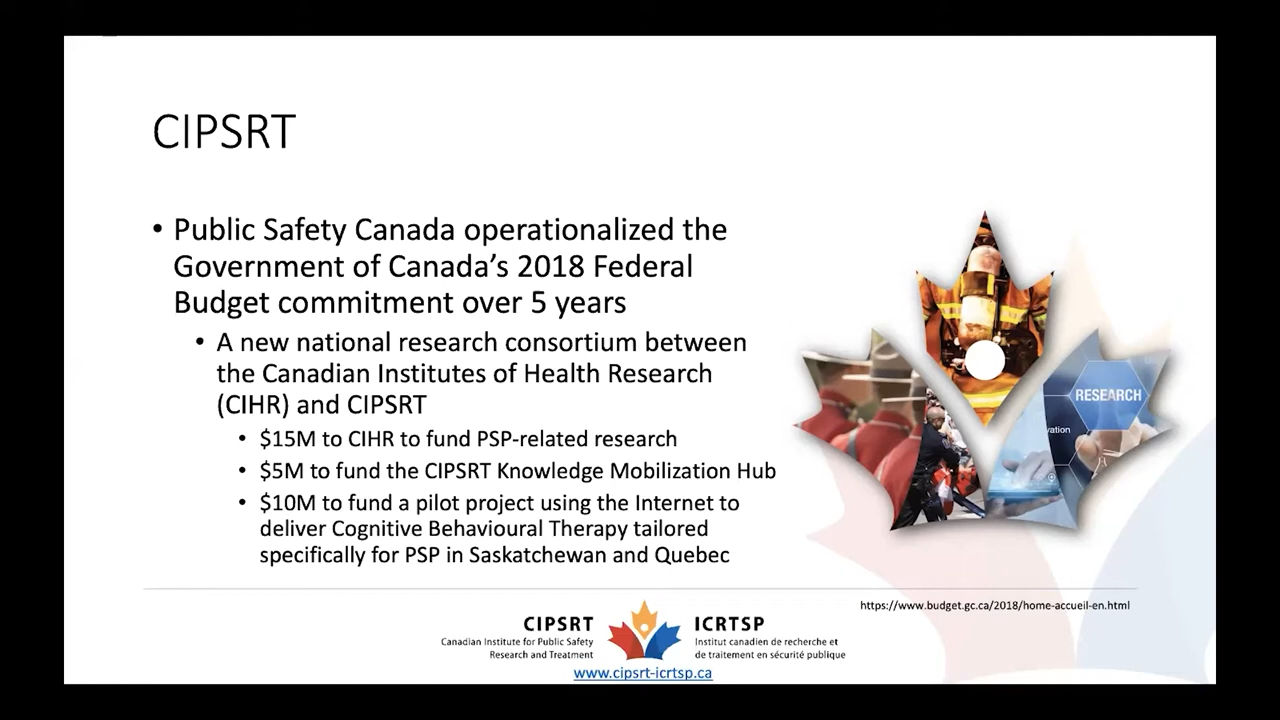 CIPSRT
• Public Safety Canada operationalized the
Government of Canada’s 2018 Federal
Budget commitment over 5 years
• A new national research consortium between
the Canadian Institutes of Health Research
(CIHR) and CIPSRT
• $15M to CIHR to fund PSP-related research
• $5M to fund the CIPSRT Knowledge Mobilization Hub
• $10M to fund a pilot project using the Internet to
deliver Cognitive Behavioural Therapy tailored
specifically for PSP in Saskatchewan and Quebec
RESEARCH
vation
https://www.budget.gc.ca/2018/home-accueil-en.html
CIPSRT
Canadian Institute for Public Safety
Research and Treatment
ICRTSP
Institut canadien de recherche et
de traitement en sécurité publique
www.cipsrt-icrtsp.ca